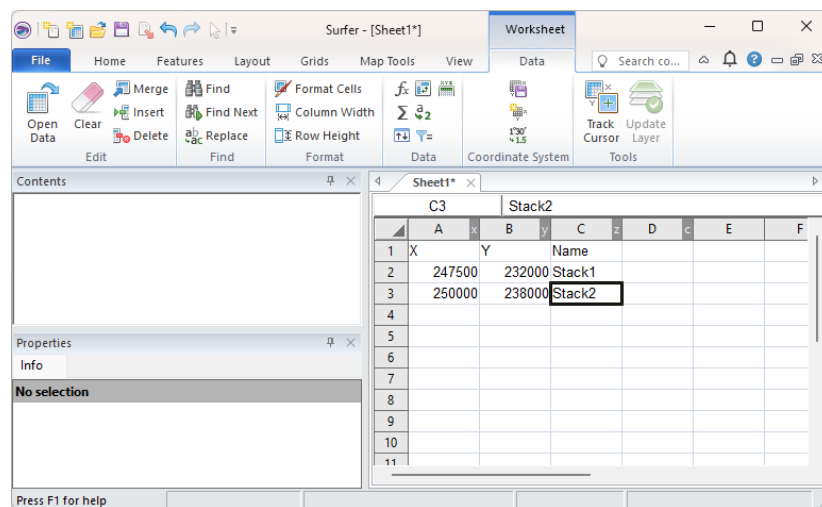 Surfer - [Sheet1*]
Worksheet
File Home Features Layout Grids Map Tools View Data Search co...
Merge Find Format Cells
Open Data Clear Insert Find Next Column Width Track Cursor Update Layer
Delete Replace Row Height
Edit Find Format Data Coordinate System Tools
Contents Sheet1*
C3 Stack2
A x B y C z D c E F
1 X Y Name
2 247500 232000 Stack1
3 250000 238000 Stack2
4
5
6
7
8
9
10
11
Properties
Info
No selection
Press F1 for help